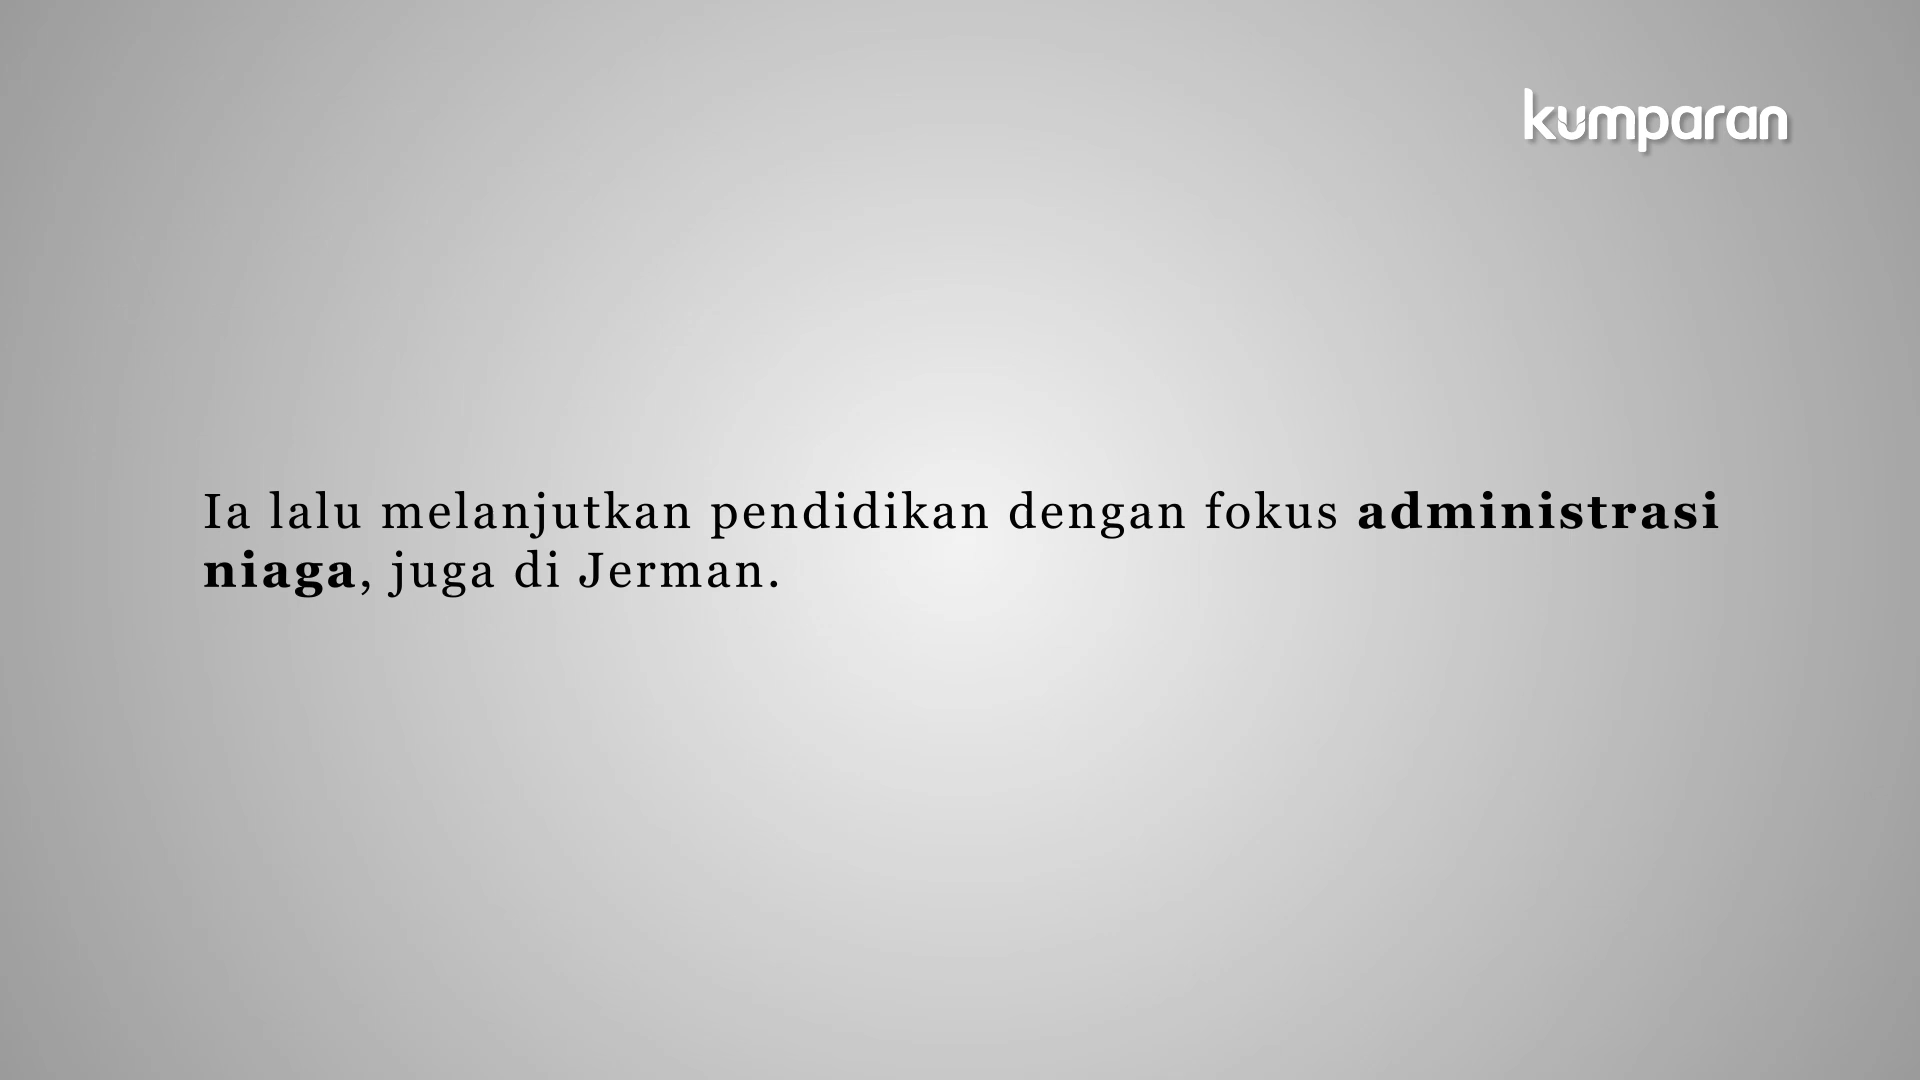 kumparan
Ia lalu melanjutkan pendidikan dengan fokus administrasi
niaga, juga di Jerman.